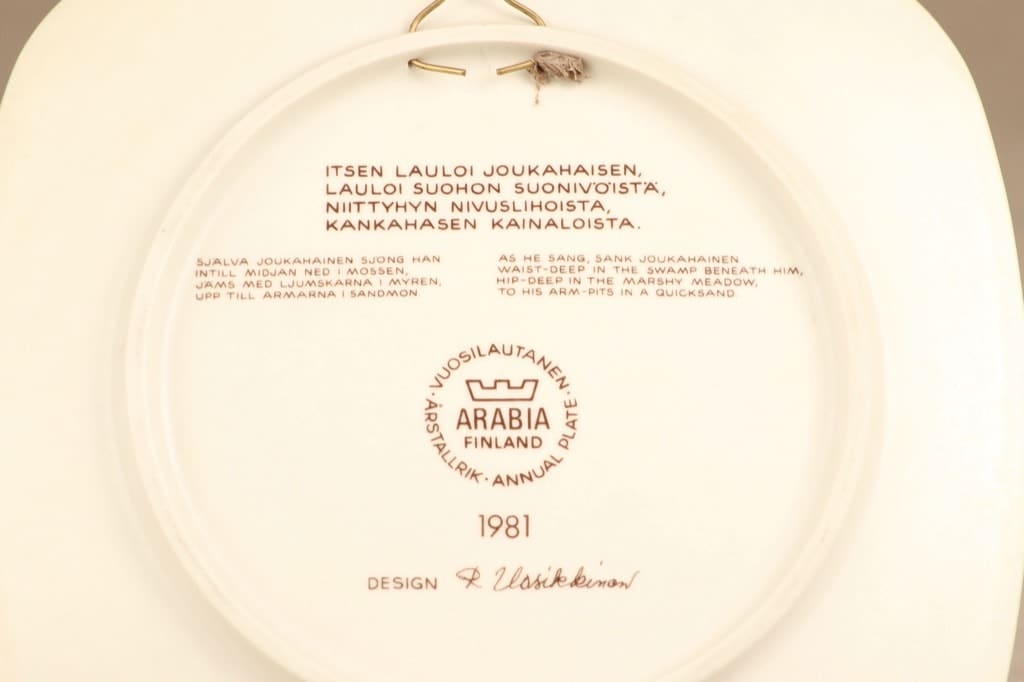 ITSEN LAULOI JOUKAHAISEN,
LAULOI SUOHON SUONIVÖISTÄ,
NIITTYHYN NIVUSLIHOISTA,
KANKAHASEN KAINALOISTA.
SJÄLVA JOUKAHAINEN SJÖNG HAN
INTILL MIDJAN NED I MOSSEN,
JÄMS MED LJUMSKARNA I MYREN,
UPP TILL ARMARNA I SANDMON.
AS HE SANG, SANK JOUKAHAINEN
WAIST-DEEP IN THE SWAMP BENEATH HIM,
HIP-DEEP IN THE MARSHY MEADOW,
TO HIS ARM-PITS IN A QUICKSAND.
· VUOSILAUTANEN ·
ARABIA
FINLAND
ÅRSTALLRIK · ANNUAL PLATE
1981
DESIGN R Uosikkinen